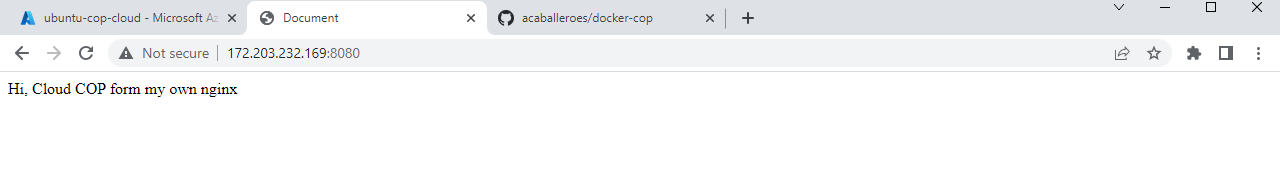 ubuntu-cop-cloud - Microsoft Az
Document
acaballeroes/docker-cop
Not secure
172.203.232.169:8080
Hi, Cloud COP form my own nginx